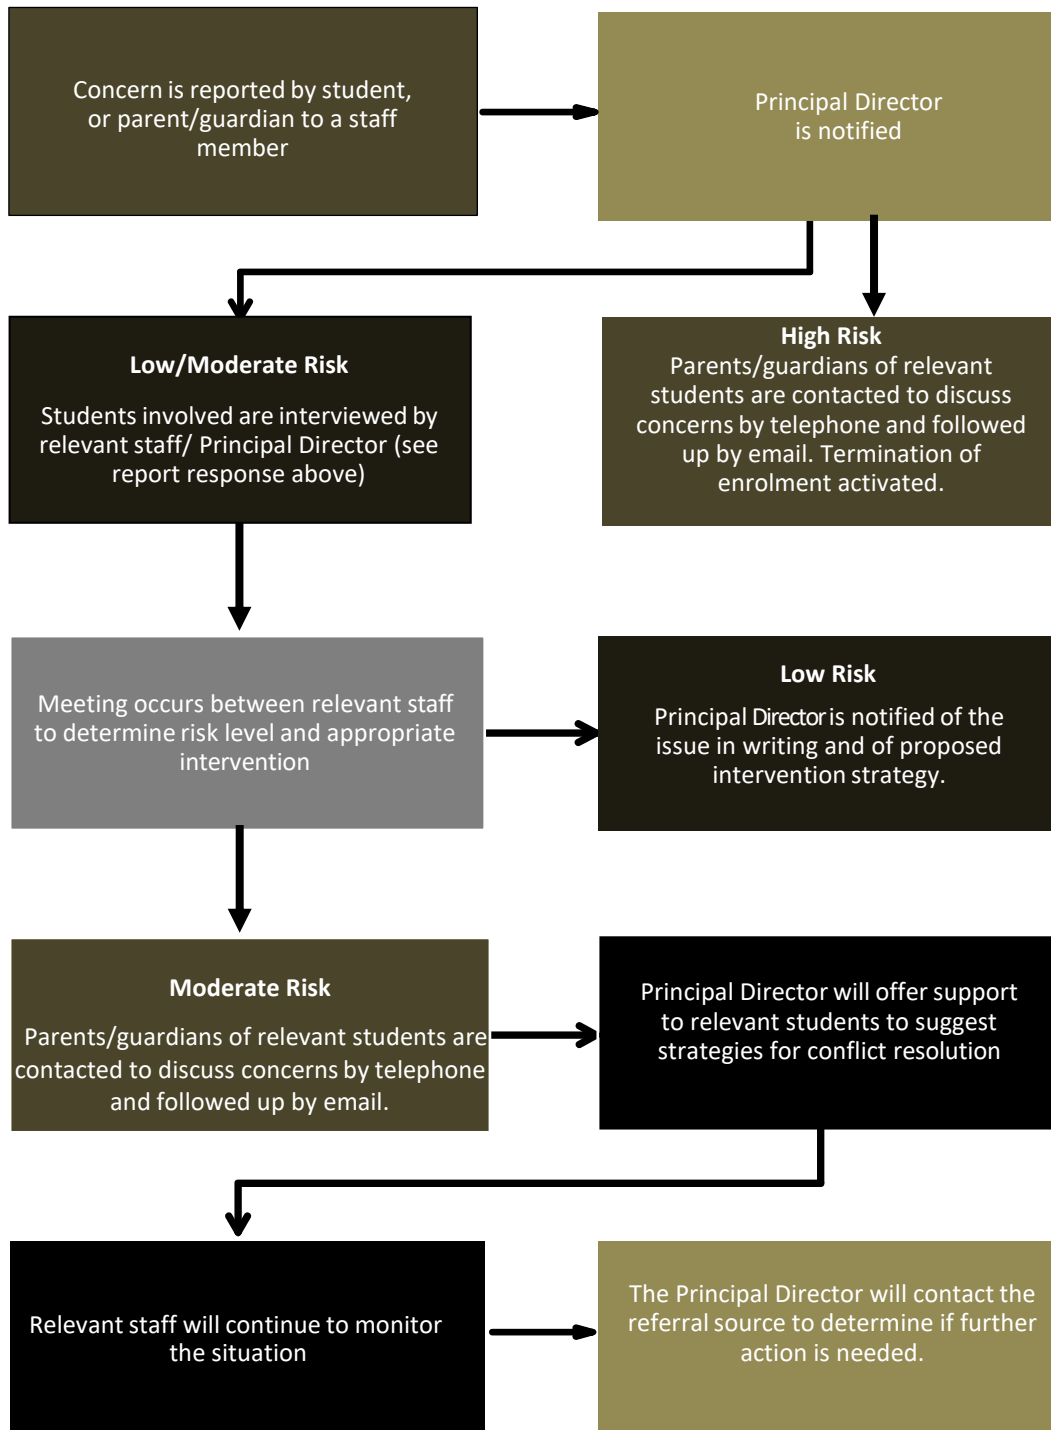 Concern is reported by student,
or parent/guardian to a staff
member
Principal Director
is notified
Low/Moderate Risk
Students involved are interviewed by
relevant staff/ Principal Director (see
report response above)
High Risk
Parents/guardians of relevant
students are contacted to discuss
concerns by telephone and followed
up by email. Termination of
enrolment activated.
Meeting occurs between relevant staff
to determine risk level and appropriate
intervention
Low Risk
Principal Director is notified of the
issue in writing and of proposed
intervention strategy.
Moderate Risk
Parents/guardians of relevant students are
contacted to discuss concerns by telephone
and followed up by email.
Principal Director will offer support
to relevant students to suggest
strategies for conflict resolution
Relevant staff will continue to monitor
the situation
The Principal Director will contact the
referral source to determine if further
action is needed.